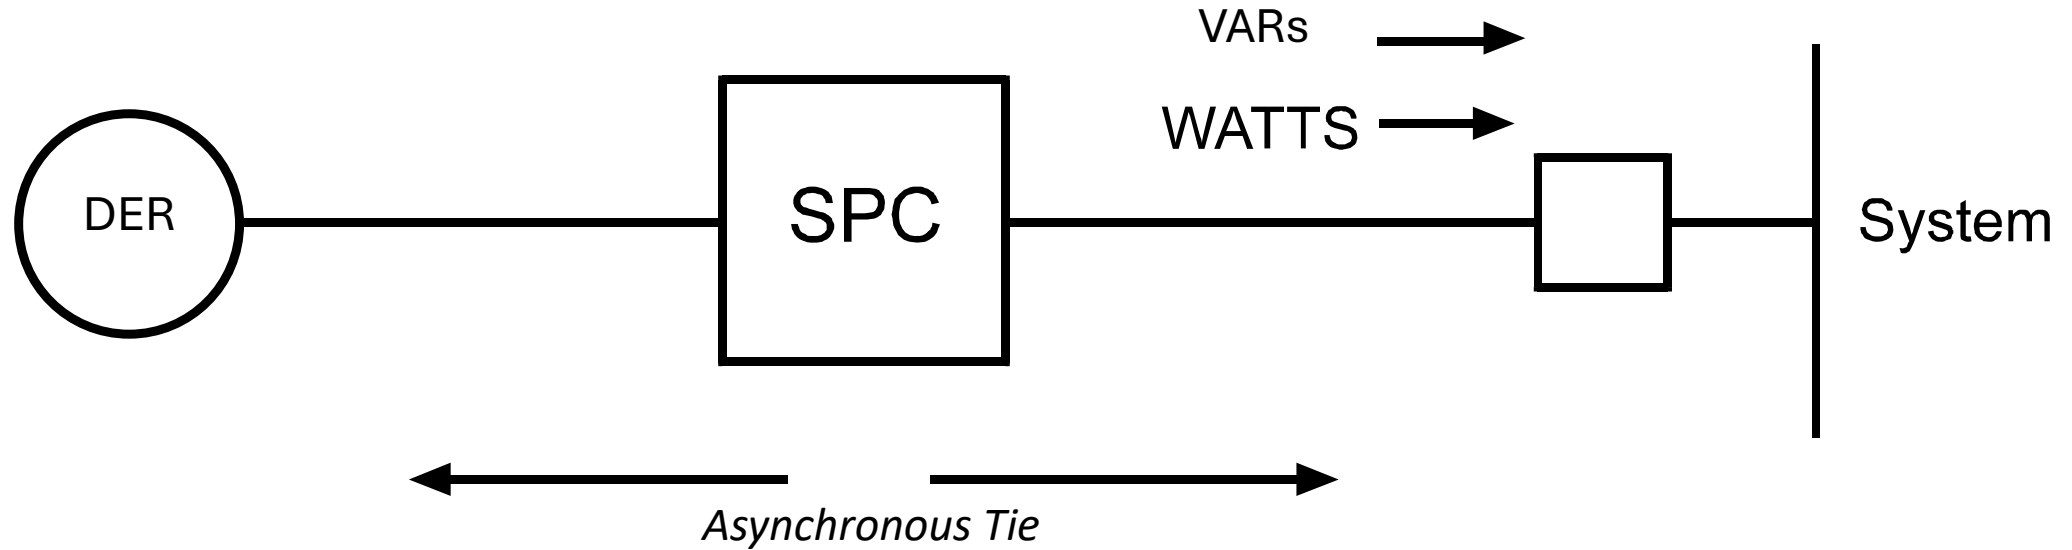 VARs
WATTS
DER
SPC
System
Asynchronous Tie